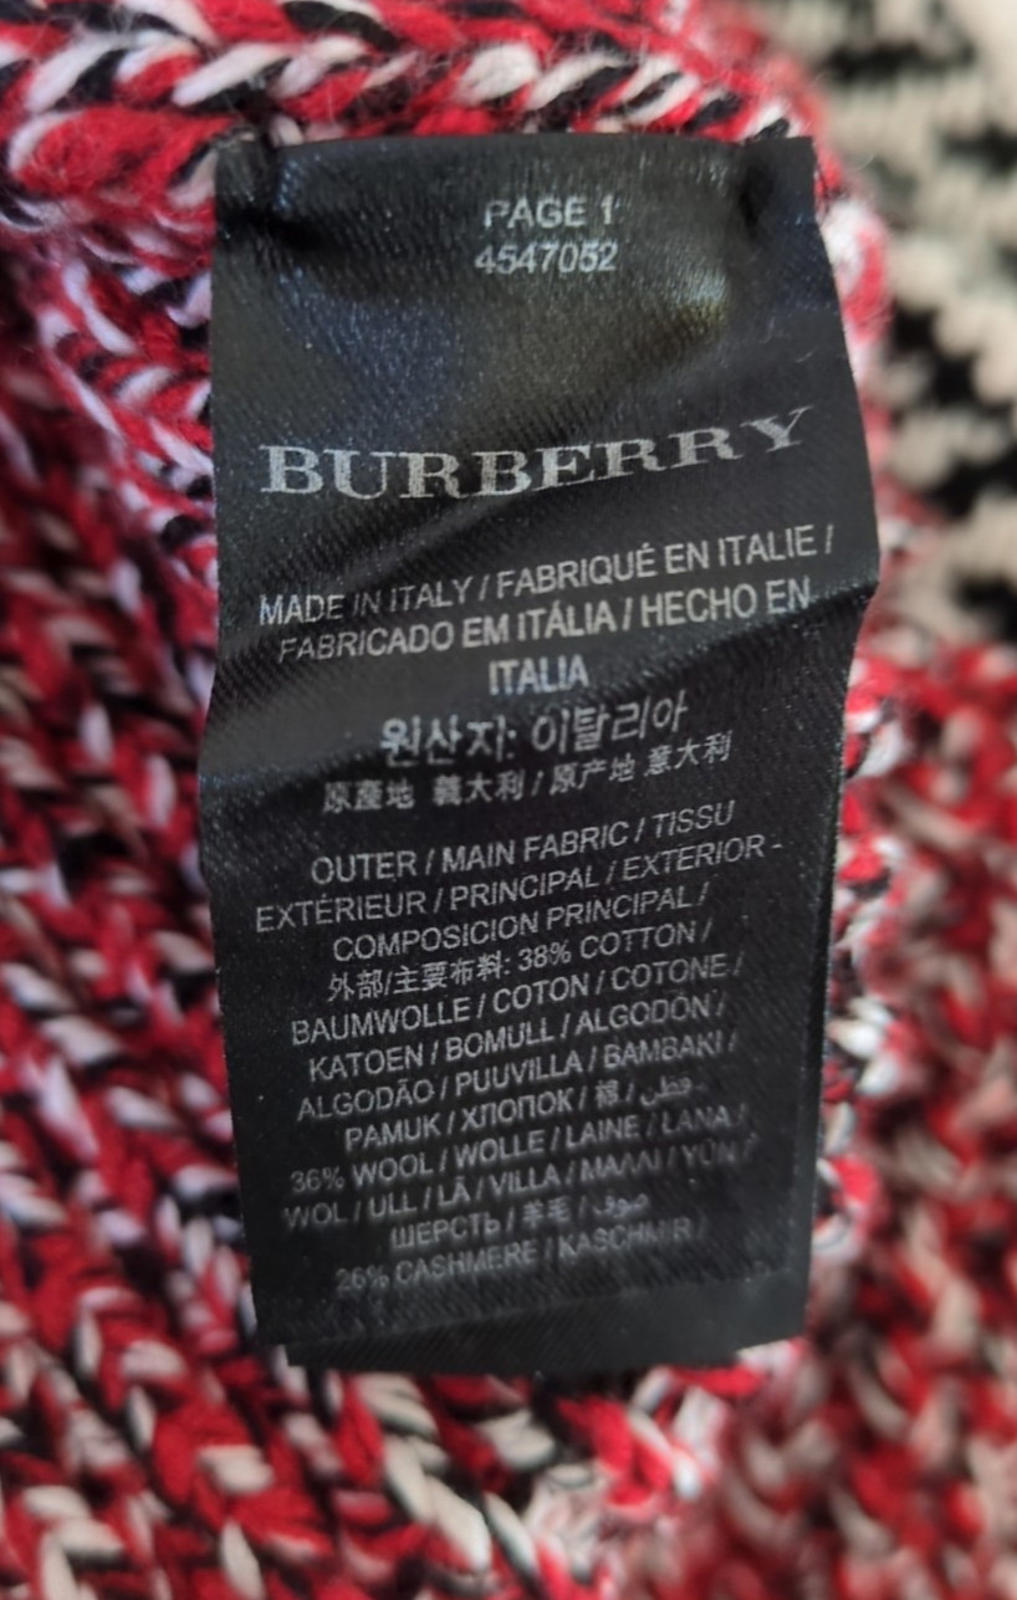 PAGE 1
4547052
BURBERRY
MADE IN ITALY / FABRIQUÉ EN ITALIE /
FABRICADO EM ITÁLIA / HECHO EN
ITALIA
원산지: 이탈리아
原產地 義大利 / 原产地 意大利
OUTER / MAIN FABRIC / TISSU
EXTÉRIEUR / PRINCIPAL / EXTERIOR -
COMPOSICION PRINCIPAL /
外部/主要布料: 38% COTTON /
BAUMWOLLE / COTON / COTONE /
KATOEN / BOMULL / ALGODÓN /
ALGODÃO / PUUVILLA / BAMBAKI /
PAMUK / ХЛОПОК / 棉 / قطن
36% WOOL / WOLLE / LAINE / LANA /
WOL / ULL / LÃ / VILLA / ΜΑΛΛΙ / YÜN /
ШЕРСТЬ / 羊毛 / صوف
26% CASHMERE / KASCHMIR /